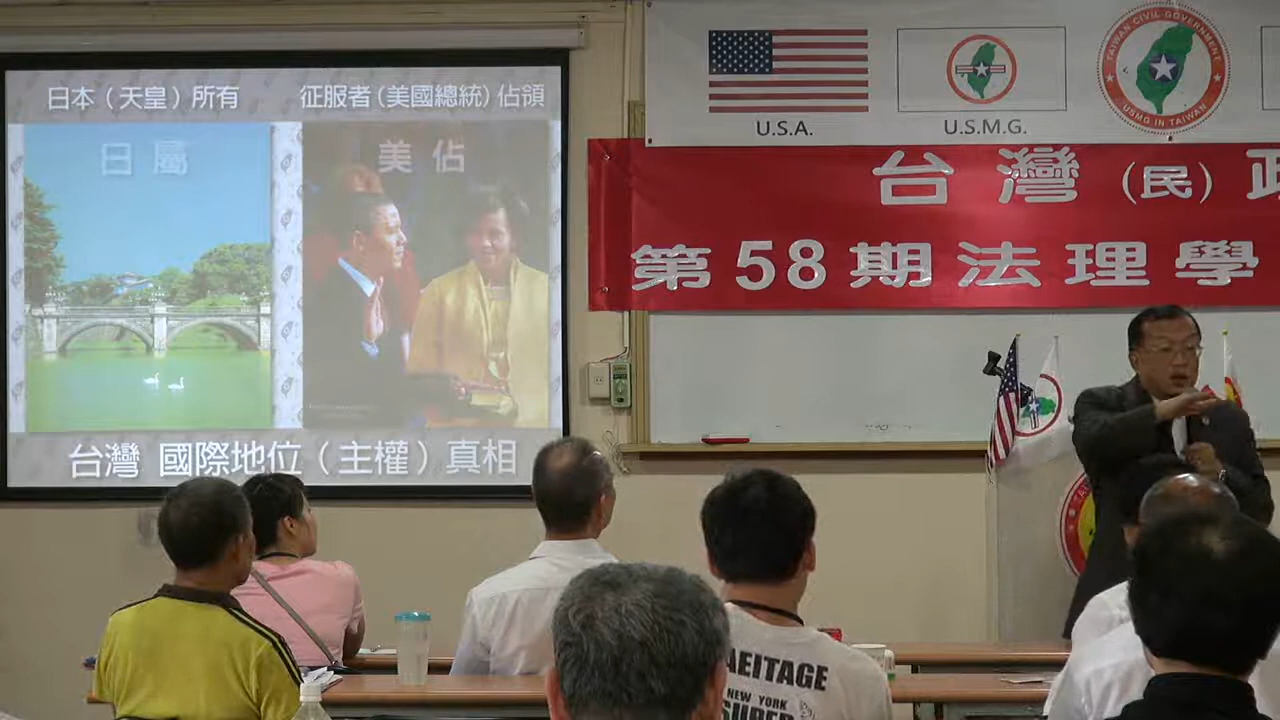 日本（天皇）所有
征服者（美國總統）佔領
日屬
美佔
台灣 國際地位（主權）真相
U.S.A.
U.S.M.G.
TAIWAN CIVIL GOVERNMENT
USMG IN TAIWAN
台灣（民）政
第58期法理學
AEITAGE
NEW YORK
SUPER